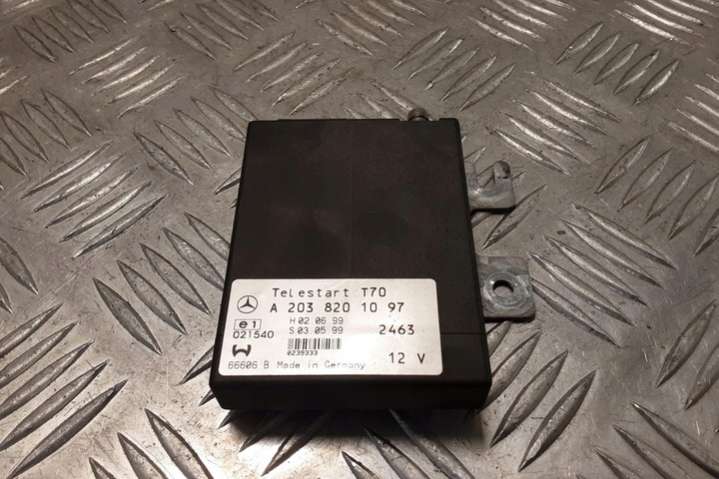 Telestart T70
A 203 820 10 97
H 02 06 99
S 03 05 99
2463
e1
021540
0239333
12 V
66606 B Made in Germany